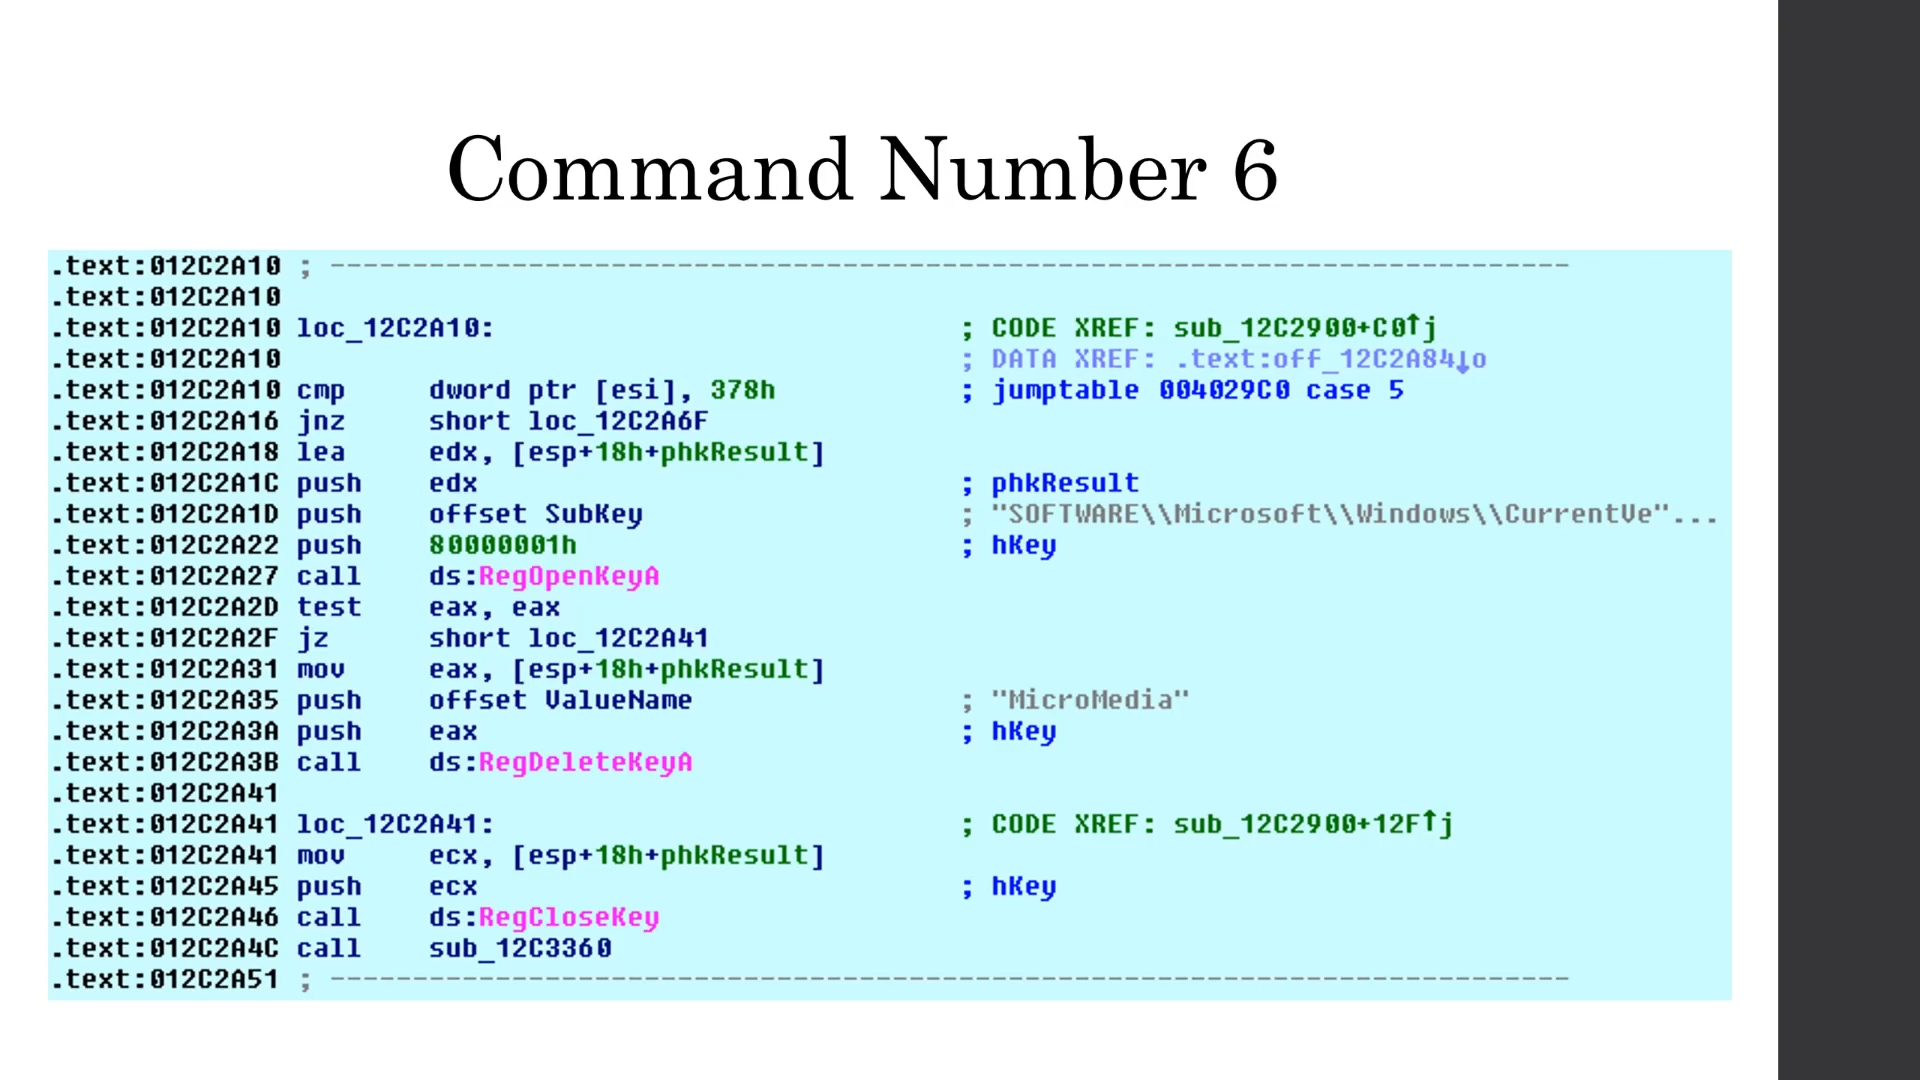 Command Number 6
.text:012C2A10 ; ---------------------------------------------------------------------------
.text:012C2A10
.text:012C2A10 loc_12C2A10: ; CODE XREF: sub_12C2900+C0↑j
.text:012C2A10 ; DATA XREF: .text:off_12C2A84↓o
.text:012C2A10 cmp dword ptr [esi], 378h ; jumptable 004029C0 case 5
.text:012C2A16 jnz short loc_12C2A6F
.text:012C2A18 lea edx, [esp+18h+phkResult]
.text:012C2A1C push edx ; phkResult
.text:012C2A1D push offset SubKey ; "SOFTWARE\\Microsoft\\Windows\\CurrentVe"...
.text:012C2A22 push 80000001h ; hKey
.text:012C2A27 call ds:RegOpenKeyA
.text:012C2A2D test eax, eax
.text:012C2A2F jz short loc_12C2A41
.text:012C2A31 mov eax, [esp+18h+phkResult]
.text:012C2A35 push offset ValueName ; "MicroMedia"
.text:012C2A3A push eax ; hKey
.text:012C2A3B call ds:RegDeleteKeyA
.text:012C2A41
.text:012C2A41 loc_12C2A41: ; CODE XREF: sub_12C2900+12F↑j
.text:012C2A41 mov ecx, [esp+18h+phkResult]
.text:012C2A45 push ecx ; hKey
.text:012C2A46 call ds:RegCloseKey
.text:012C2A4C call sub_12C3360
.text:012C2A51 ; ---------------------------------------------------------------------------